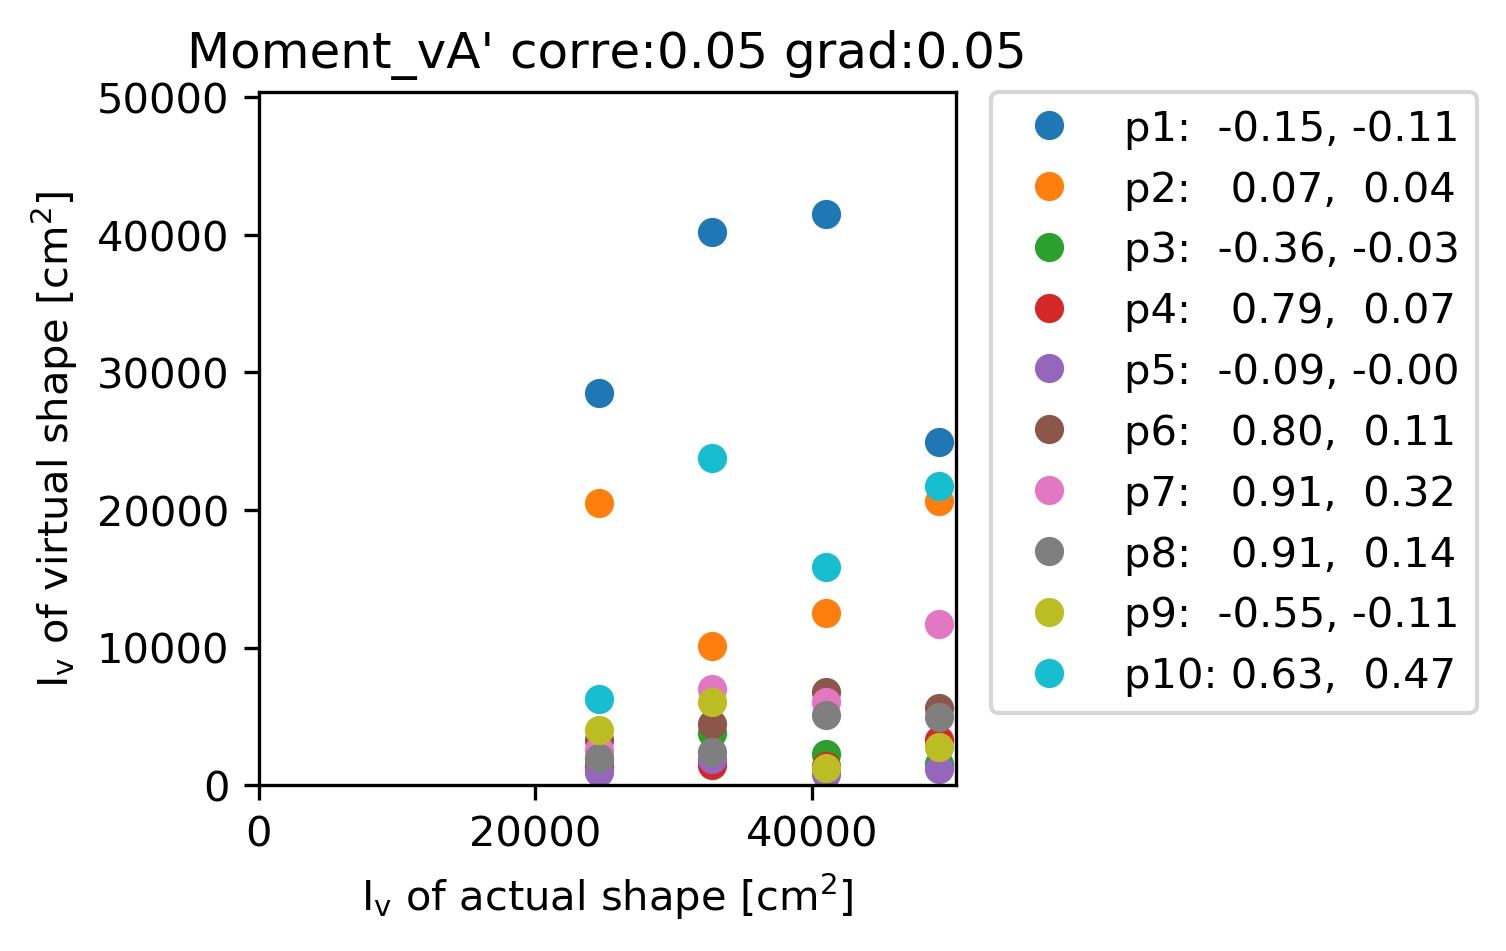 Moment_vA' corre:0.05 grad:0.05
50000
40000
30000
20000
10000
0
I_v of virtual shape [cm²]
0 20000 40000
I_v of actual shape [cm²]
p1: -0.15, -0.11
p2: 0.07, 0.04
p3: -0.36, -0.03
p4: 0.79, 0.07
p5: -0.09, -0.00
p6: 0.80, 0.11
p7: 0.91, 0.32
p8: 0.91, 0.14
p9: -0.55, -0.11
p10: 0.63, 0.47